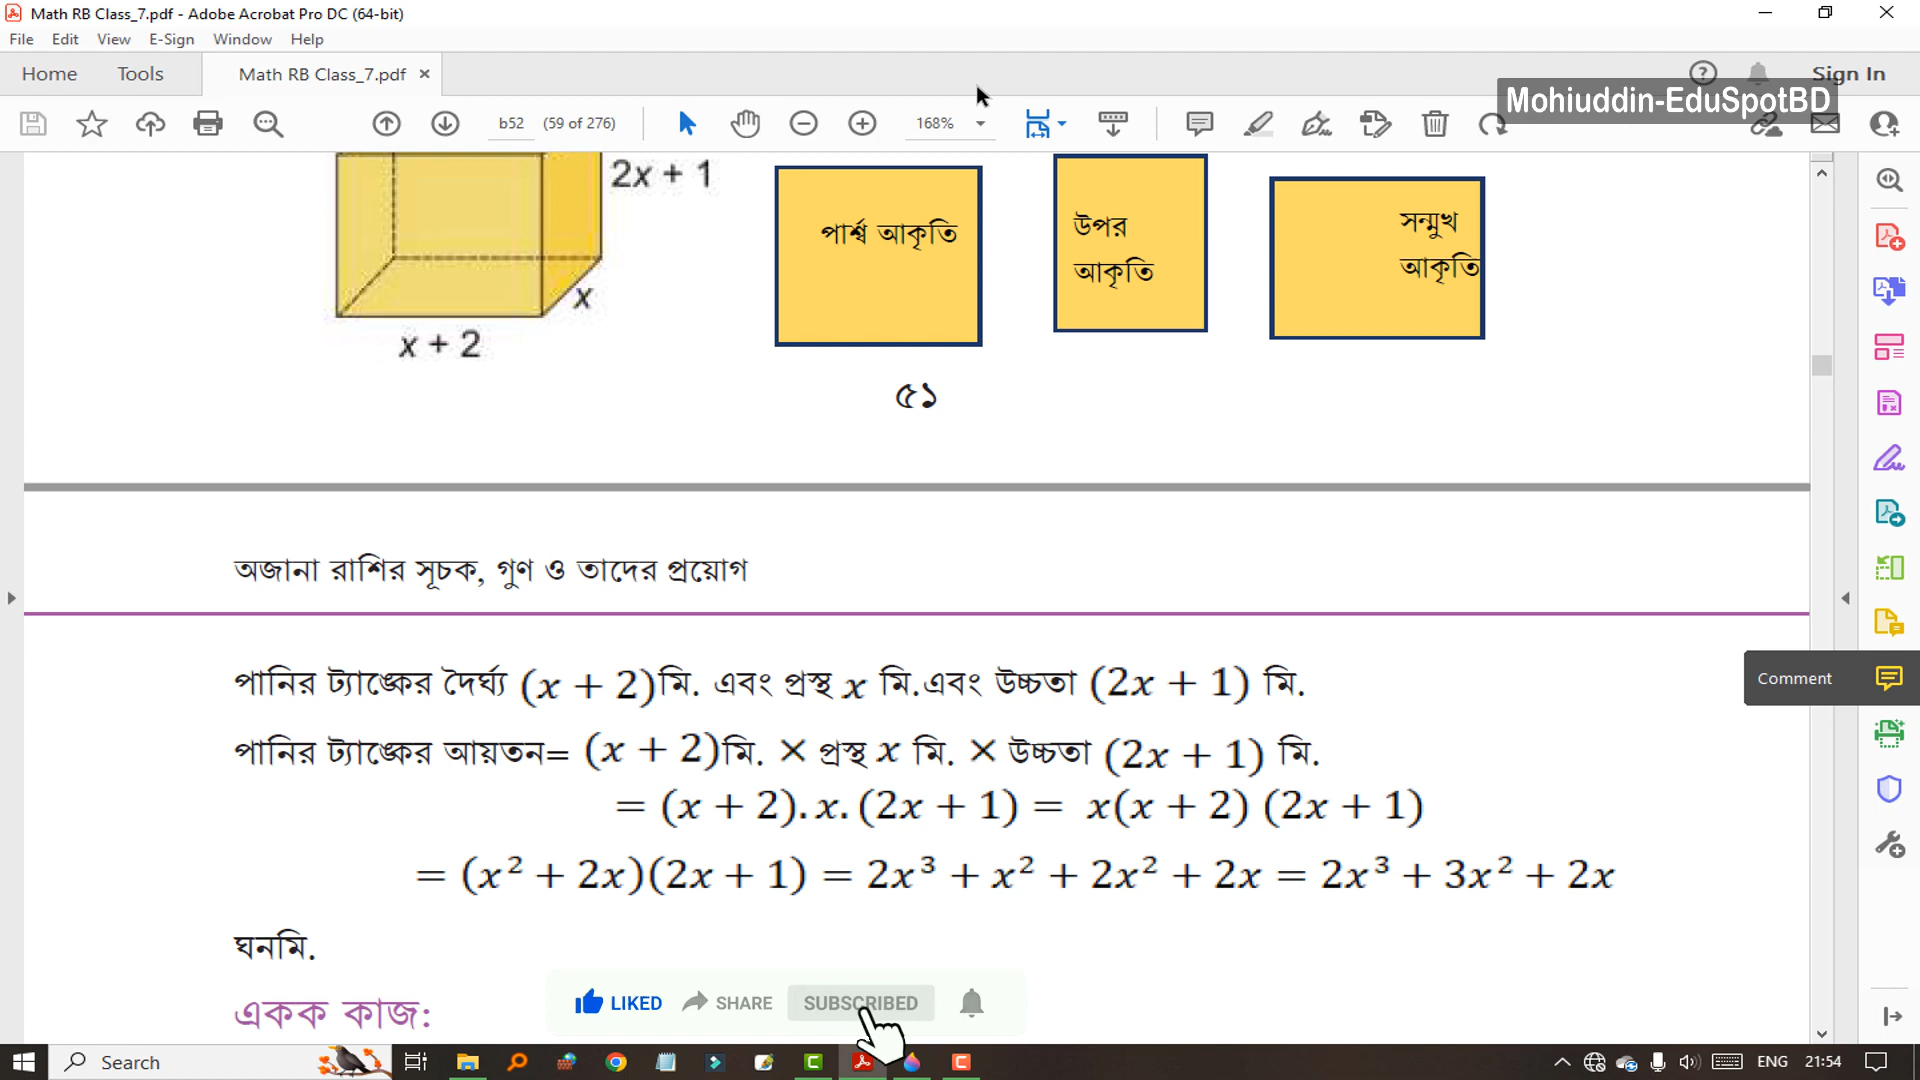 Math RB Class_7.pdf - Adobe Acrobat Pro DC (64-bit)
File Edit View E-Sign Window Help
Home Tools Math RB Class_7.pdf × Sign In
Mohiuddin-EduSpotBD
b52 (59 of 276) 168%
2x + 1
x
x + 2
পার্শ্ব আকৃতি
উপর
আকৃতি
সন্মুখ
আকৃতি
৫১
অজানা রাশির সূচক, গুণ ও তাদের প্রয়োগ
পানির ট্যাঙ্কের দৈর্ঘ্য (x + 2)মি. এবং প্রস্থ x মি.এবং উচ্চতা (2x + 1) মি.
পানির ট্যাঙ্কের আয়তন= (x + 2)মি. × প্রস্থ x মি. × উচ্চতা (2x + 1) মি.
= (x + 2). x. (2x + 1) = x(x + 2) (2x + 1)
= (x² + 2x)(2x + 1) = 2x³ + x² + 2x² + 2x = 2x³ + 3x² + 2x
ঘনমি.
একক কাজ:
Comment
LIKED SHARE SUBSCRIBED
Search ENG 21:54